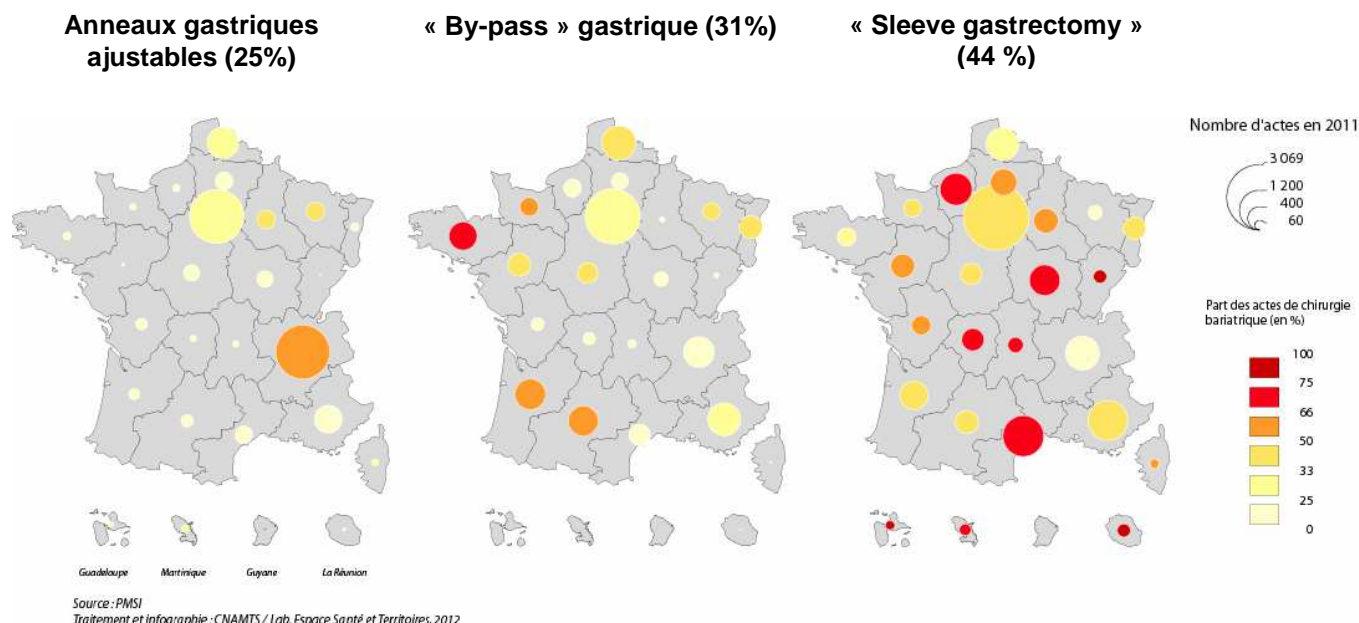 Anneaux gastriques
ajustables (25%)
« By-pass » gastrique (31%)
« Sleeve gastrectomy »
(44 %)
Nombre d'actes en 2011
3 069
1 200
400
60
Part des actes de chirurgie
bariatrique (en %)
100
75
66
50
33
25
0
Guadeloupe
Martinique
Guyane
La Réunion
Source : PMSI
Traitement et infographie : CNAMTS / Lab. Espace Santé et Territoires, 2012